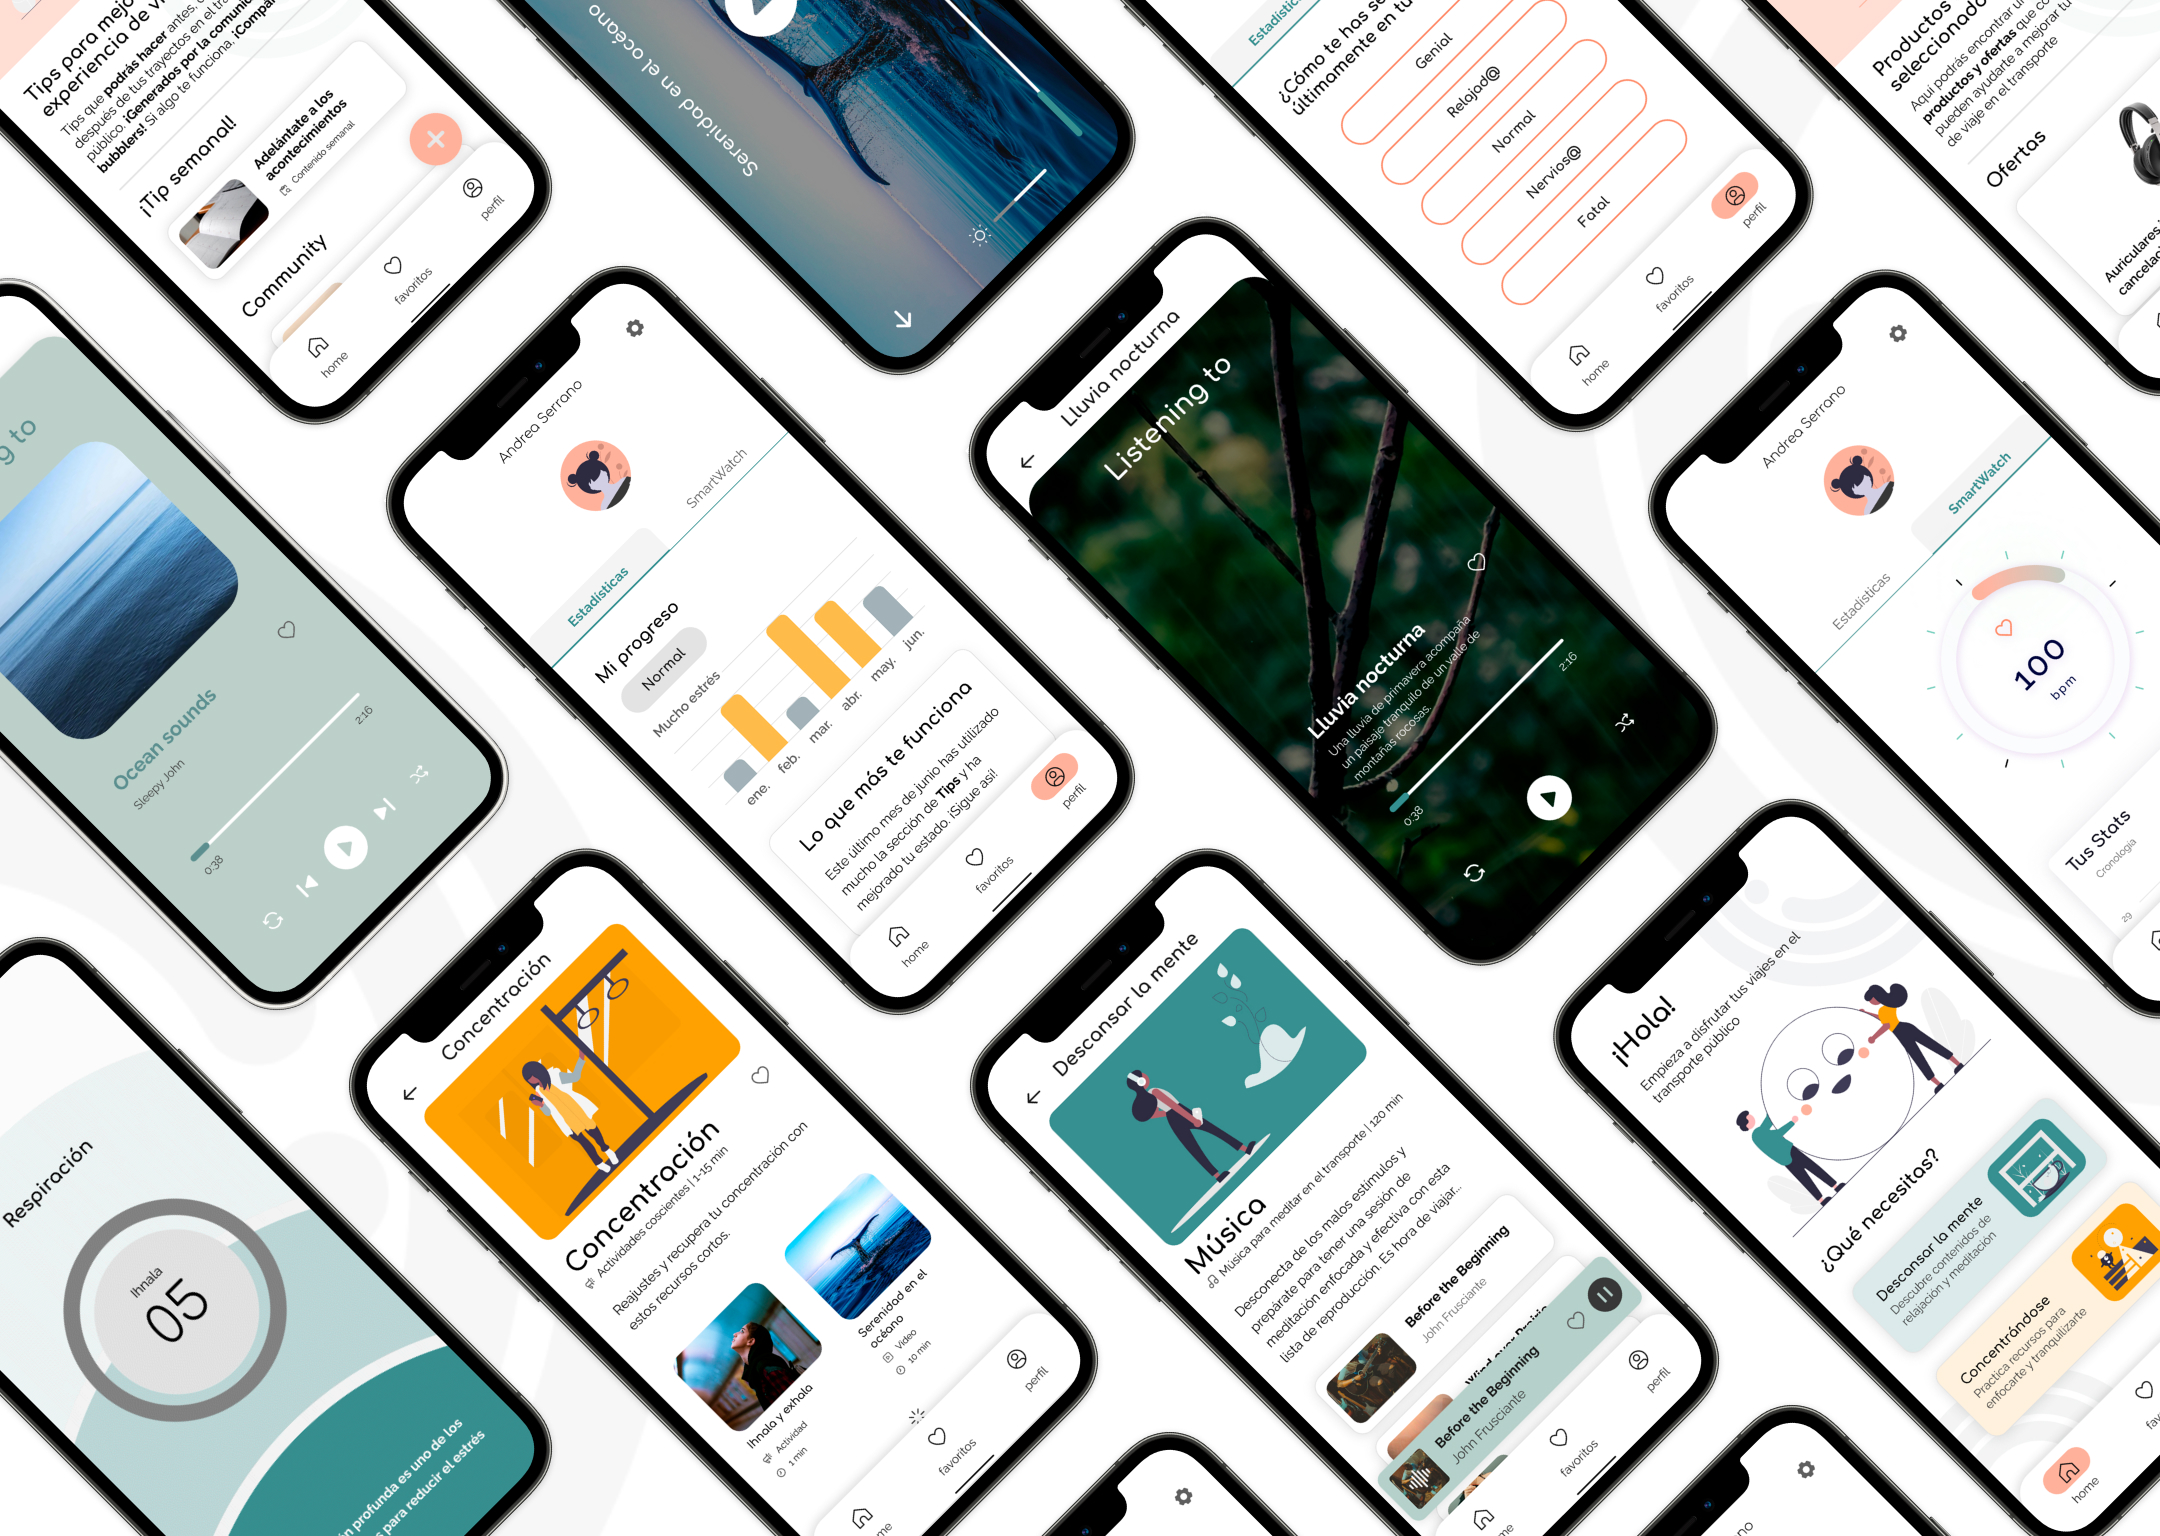 Tips para mejo
experiencia de v
Tips que podrás hacer antes,
después de tus trayectos en el tra
público. ¡Generados por la comunic
bubblers! Si algo te funciona, ¡Compar
¡Tip semanal!
Adelántate a los
acontecimientos
Contenido semanal
Community
home
favoritos
perfil
Serenidad en el océano
Estadísticas
¿Cómo te has se
últimamente en tu
Genial
Relajad@
Normal
Nervios@
Fatal
home
favoritos
perfil
Productos
seleccionado
Aquí podrás encontrar
productos y ofertas que
pueden ayudarte a mejorar tu
de viaje en el transporte
Ofertas
Auriculares
cancelac
g to
Ocean sounds
Sleepy John
0:38
2:16
Andrea Serrano
Estadísticas
SmartWatch
Mi progreso
Normal
Mucho estrés
ene.
feb.
mar.
abr.
may.
jun.
Lo que más te funciona
Este último mes de junio has utilizado
mucho la sección de Tips y ha
mejorado tu estado. ¡Sigue así!
home
favoritos
perfil
Lluvia nocturna
Listening to
Lluvia nocturna
Una lluvia de primavera acompaña
un paisaje tranquilo de un valle de
montañas rocosas.
0:38
2:16
Andrea Serrano
Estadísticas
SmartWatch
100
bpm
Tus Stats
Cronología
29
Respiración
Ihnala
05
ón profunda es uno de los
s para reducir el estrés
Concentración
Concentración
Actividades coscientes | 1-15 min
Reajustes y recupera tu concentración con
estos recursos cortos.
Ihnala y exhala
Actividad
1 min
Serenidad en el
océano
Vídeo
10 min
me
favoritos
perfil
Descansar la mente
Música
Música para meditar en el transporte | 120 min
Desconecta de los malos estímulos y
prepárate para tener una sesión de
meditación enfocada y efectiva con esta
lista de reproducción. Es hora de viajar...
Before the Beginning
John Frusciante
Before the Beginning
John Frusciante
me
favoritos
perfil
¡Hola!
Empieza a disfrutar tus viajes en el
transporte público
¿Qué necesitas?
Descansar la mente
Descubre contenidos de
relajación y meditación
Concentrándose
Practica recursos para
enfocarte y tranquilizarte
home
fav
rano